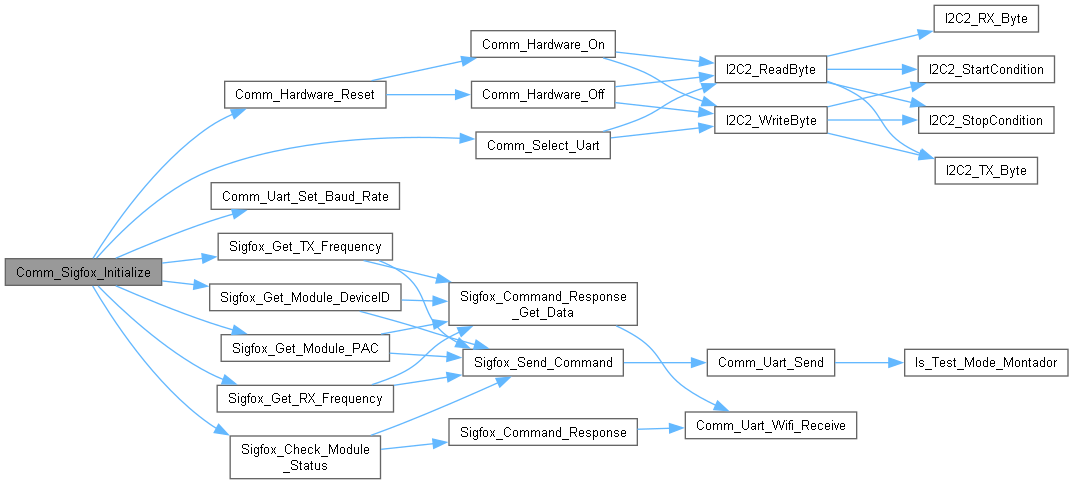 Comm_Sigfox_Initialize
Comm_Hardware_Reset
Comm_Hardware_On
Comm_Hardware_Off
Comm_Select_Uart
I2C2_ReadByte
I2C2_WriteByte
I2C2_RX_Byte
I2C2_StartCondition
I2C2_StopCondition
I2C2_TX_Byte
Comm_Uart_Set_Baud_Rate
Sigfox_Get_TX_Frequency
Sigfox_Get_Module_DeviceID
Sigfox_Get_Module_PAC
Sigfox_Get_RX_Frequency
Sigfox_Check_Module
_Status
Sigfox_Command_Response
_Get_Data
Sigfox_Send_Command
Sigfox_Command_Response
Comm_Uart_Send
Comm_Uart_Wifi_Receive
Is_Test_Mode_Montador